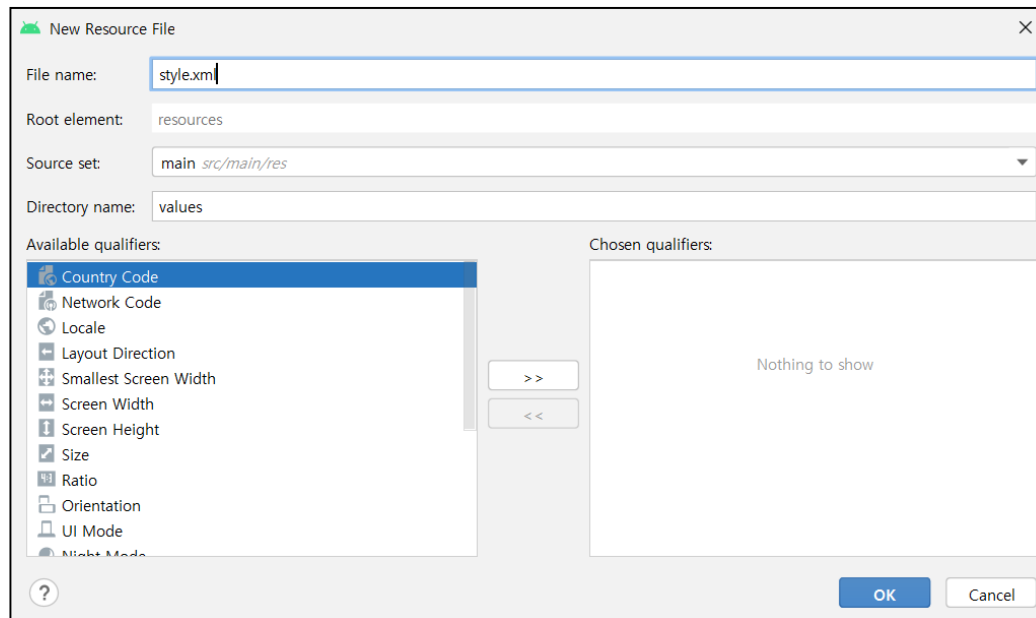 New Resource File
File name: style.xml
Root element: resources
Source set: main src/main/res
Directory name: values
Available qualifiers:
Chosen qualifiers:
Country Code
Network Code
Locale
Layout Direction
Smallest Screen Width
Screen Width
Screen Height
Size
Ratio
Orientation
UI Mode
Night Mode
>>
<<
Nothing to show
?
OK
Cancel